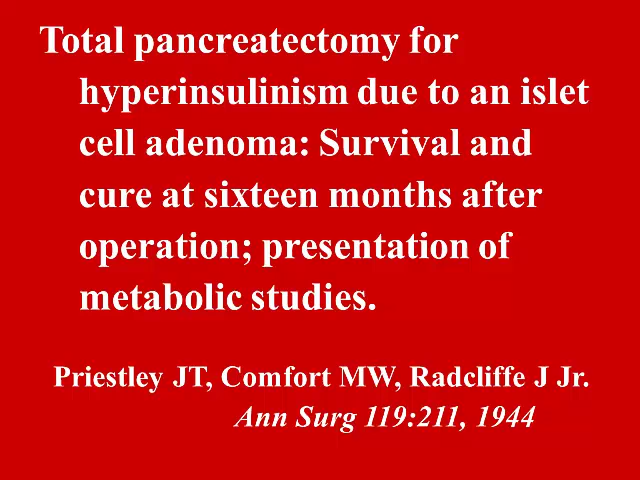 Total pancreatectomy for
hyperinsulinism due to an islet
cell adenoma: Survival and
cure at sixteen months after
operation; presentation of
metabolic studies.
Priestley JT, Comfort MW, Radcliffe J Jr.
Ann Surg 119:211, 1944